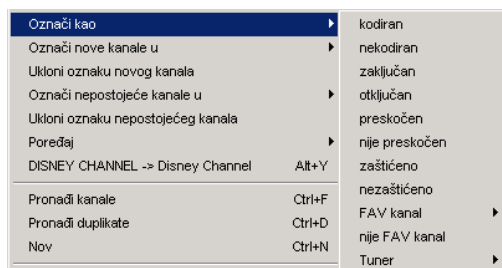 Označi kao
Označi nove kanale u
Ukloni oznaku novog kanala
Označi nepostojeće kanale u
Ukloni oznaku nepostojećeg kanala
Poređaj
DISNEY CHANNEL -> Disney Channel Alt+Y
Pronađi kanale Ctrl+F
Pronađi duplikate Ctrl+D
Nov Ctrl+N
kodiran
nekodiran
zaključan
otključan
preskočen
nije preskočen
zaštićeno
nezaštićeno
FAV kanal
nije FAV kanal
Tuner